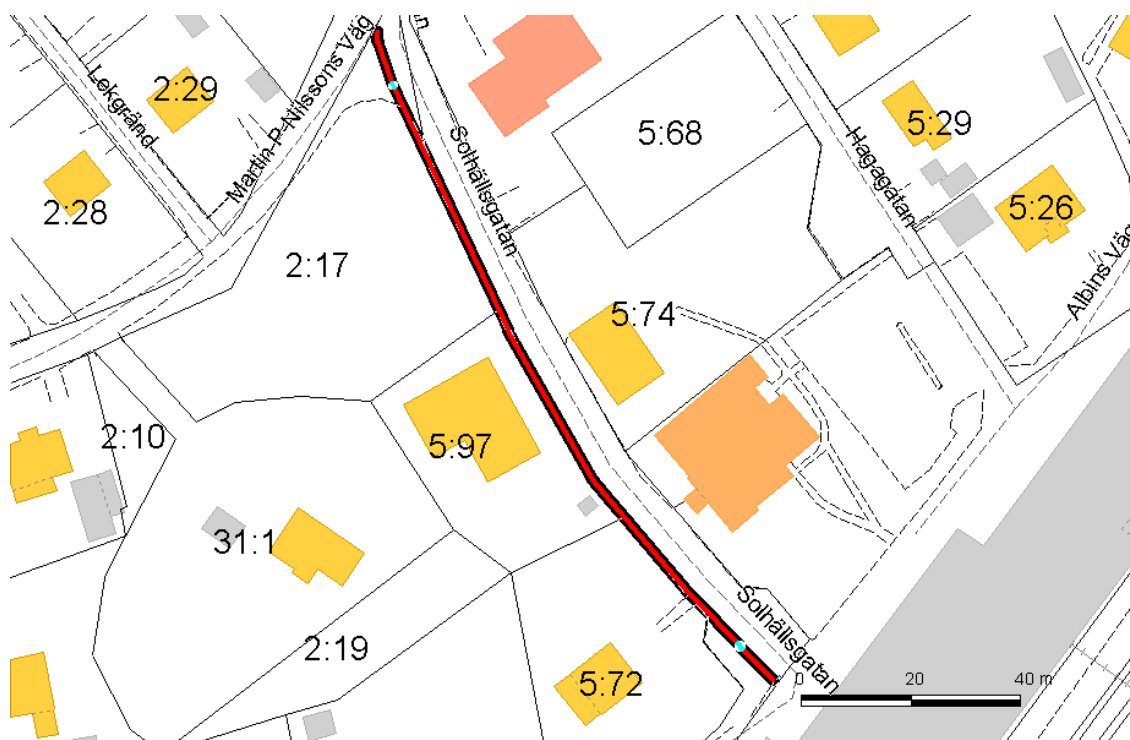 Lekgränd
2:29
Martin P-Nilssons Väg
2:28
2:17
Solhällsgatan
5:68
Hagagatan
5:29
5:26
Albins Väg
5:74
2:10
5:97
31:1
2:19
5:72
Solhällsgatan
0 20 40 m